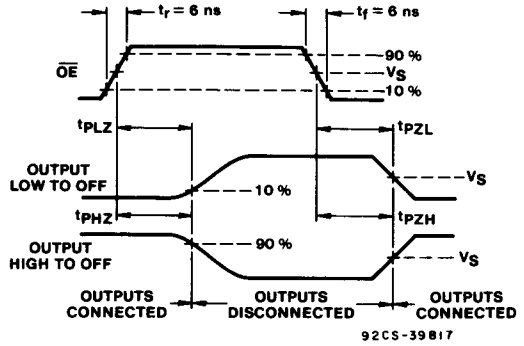 tr = 6 ns
tf = 6 ns
OE
90 %
VS
10 %
tPLZ
tPZL
OUTPUT
LOW TO OFF
10 %
VS
tPHZ
tPZH
OUTPUT
HIGH TO OFF
90 %
VS
OUTPUTS
CONNECTED
OUTPUTS
DISCONNECTED
OUTPUTS
CONNECTED
92CS-39817